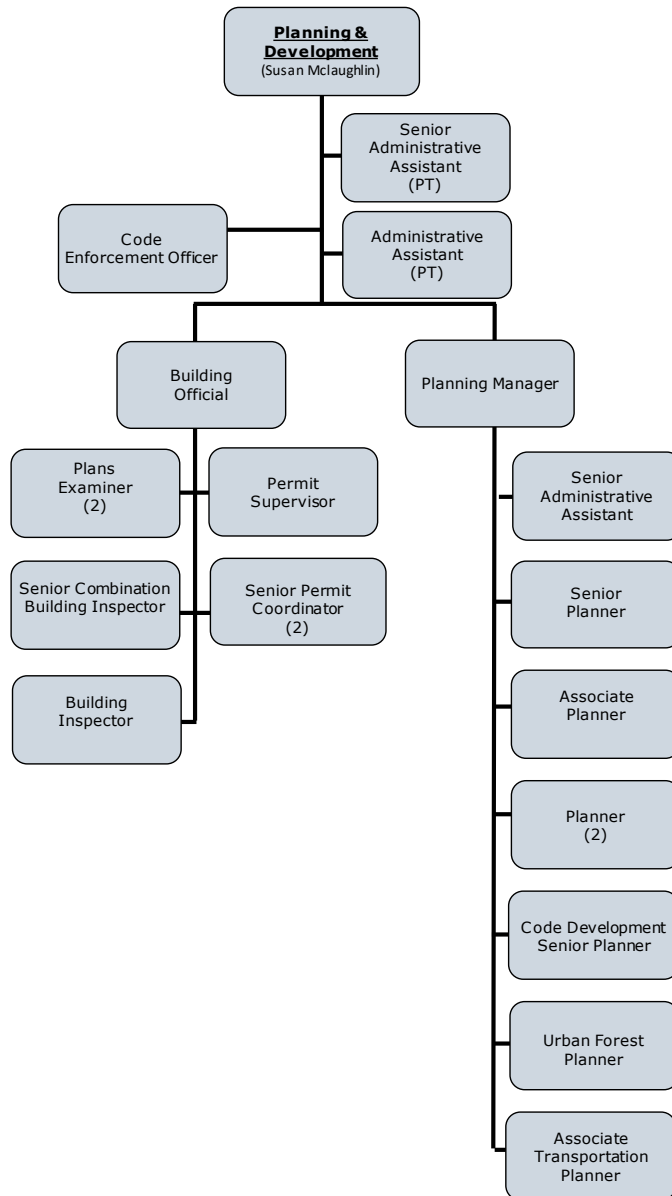 Planning &
Development
(Susan Mclaughlin)
Senior
Administrative
Assistant
(PT)
Code
Enforcement Officer
Administrative
Assistant
(PT)
Building
Official
Planning Manager
Plans
Examiner
(2)
Permit
Supervisor
Senior Combination
Building Inspector
Senior Permit
Coordinator
(2)
Building
Inspector
Senior
Administrative
Assistant
Senior
Planner
Associate
Planner
Planner
(2)
Code Development
Senior Planner
Urban Forest
Planner
Associate
Transportation
Planner